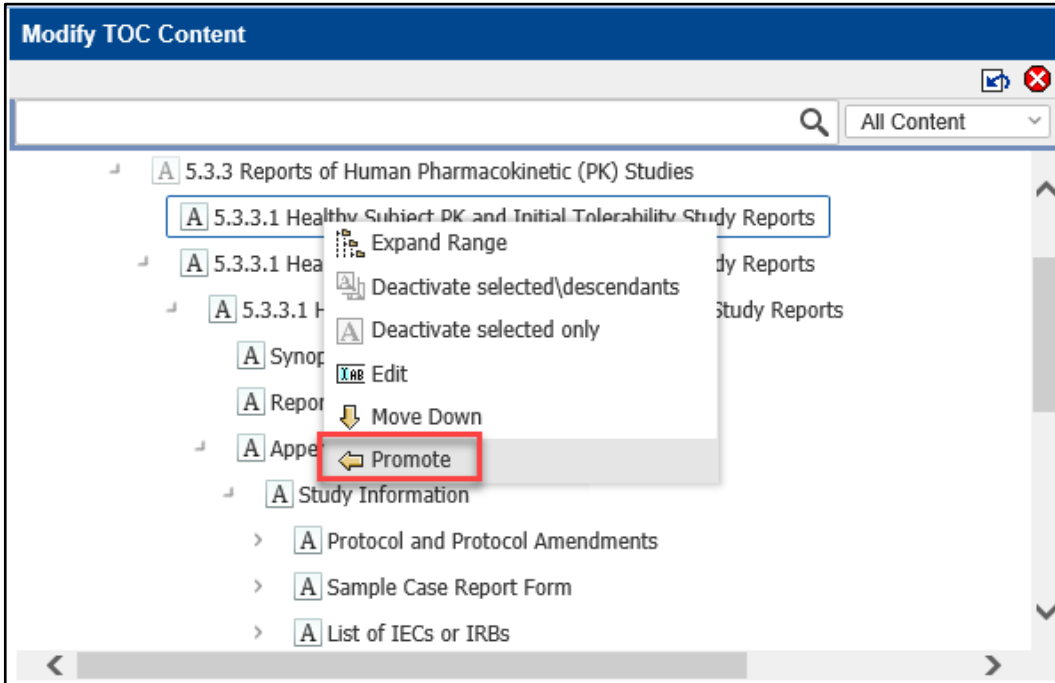 Modify TOC Content
All Content
A 5.3.3 Reports of Human Pharmacokinetic (PK) Studies
A 5.3.3.1 Healthy Subject PK and Initial Tolerability Study Reports
Expand Range
A 5.3.3.1 Hea dy Reports
Deactivate selected\descendants
A 5.3.3.1 H Study Reports
A Deactivate selected only
A Synop
Edit
A Repor
Move Down
A Appe
Promote
A Study Information
A Protocol and Protocol Amendments
A Sample Case Report Form
A List of IECs or IRBs